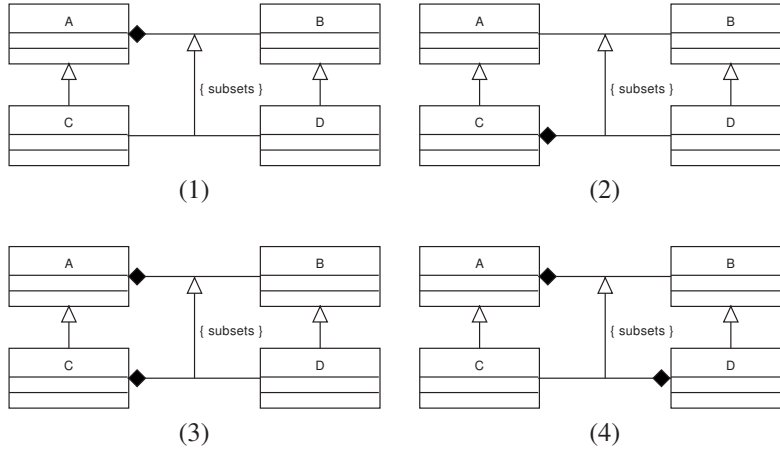 A B A B
{ subsets } { subsets }
C D C D
(1) (2)
A B A B
{ subsets } { subsets }
C D C D
(3) (4)